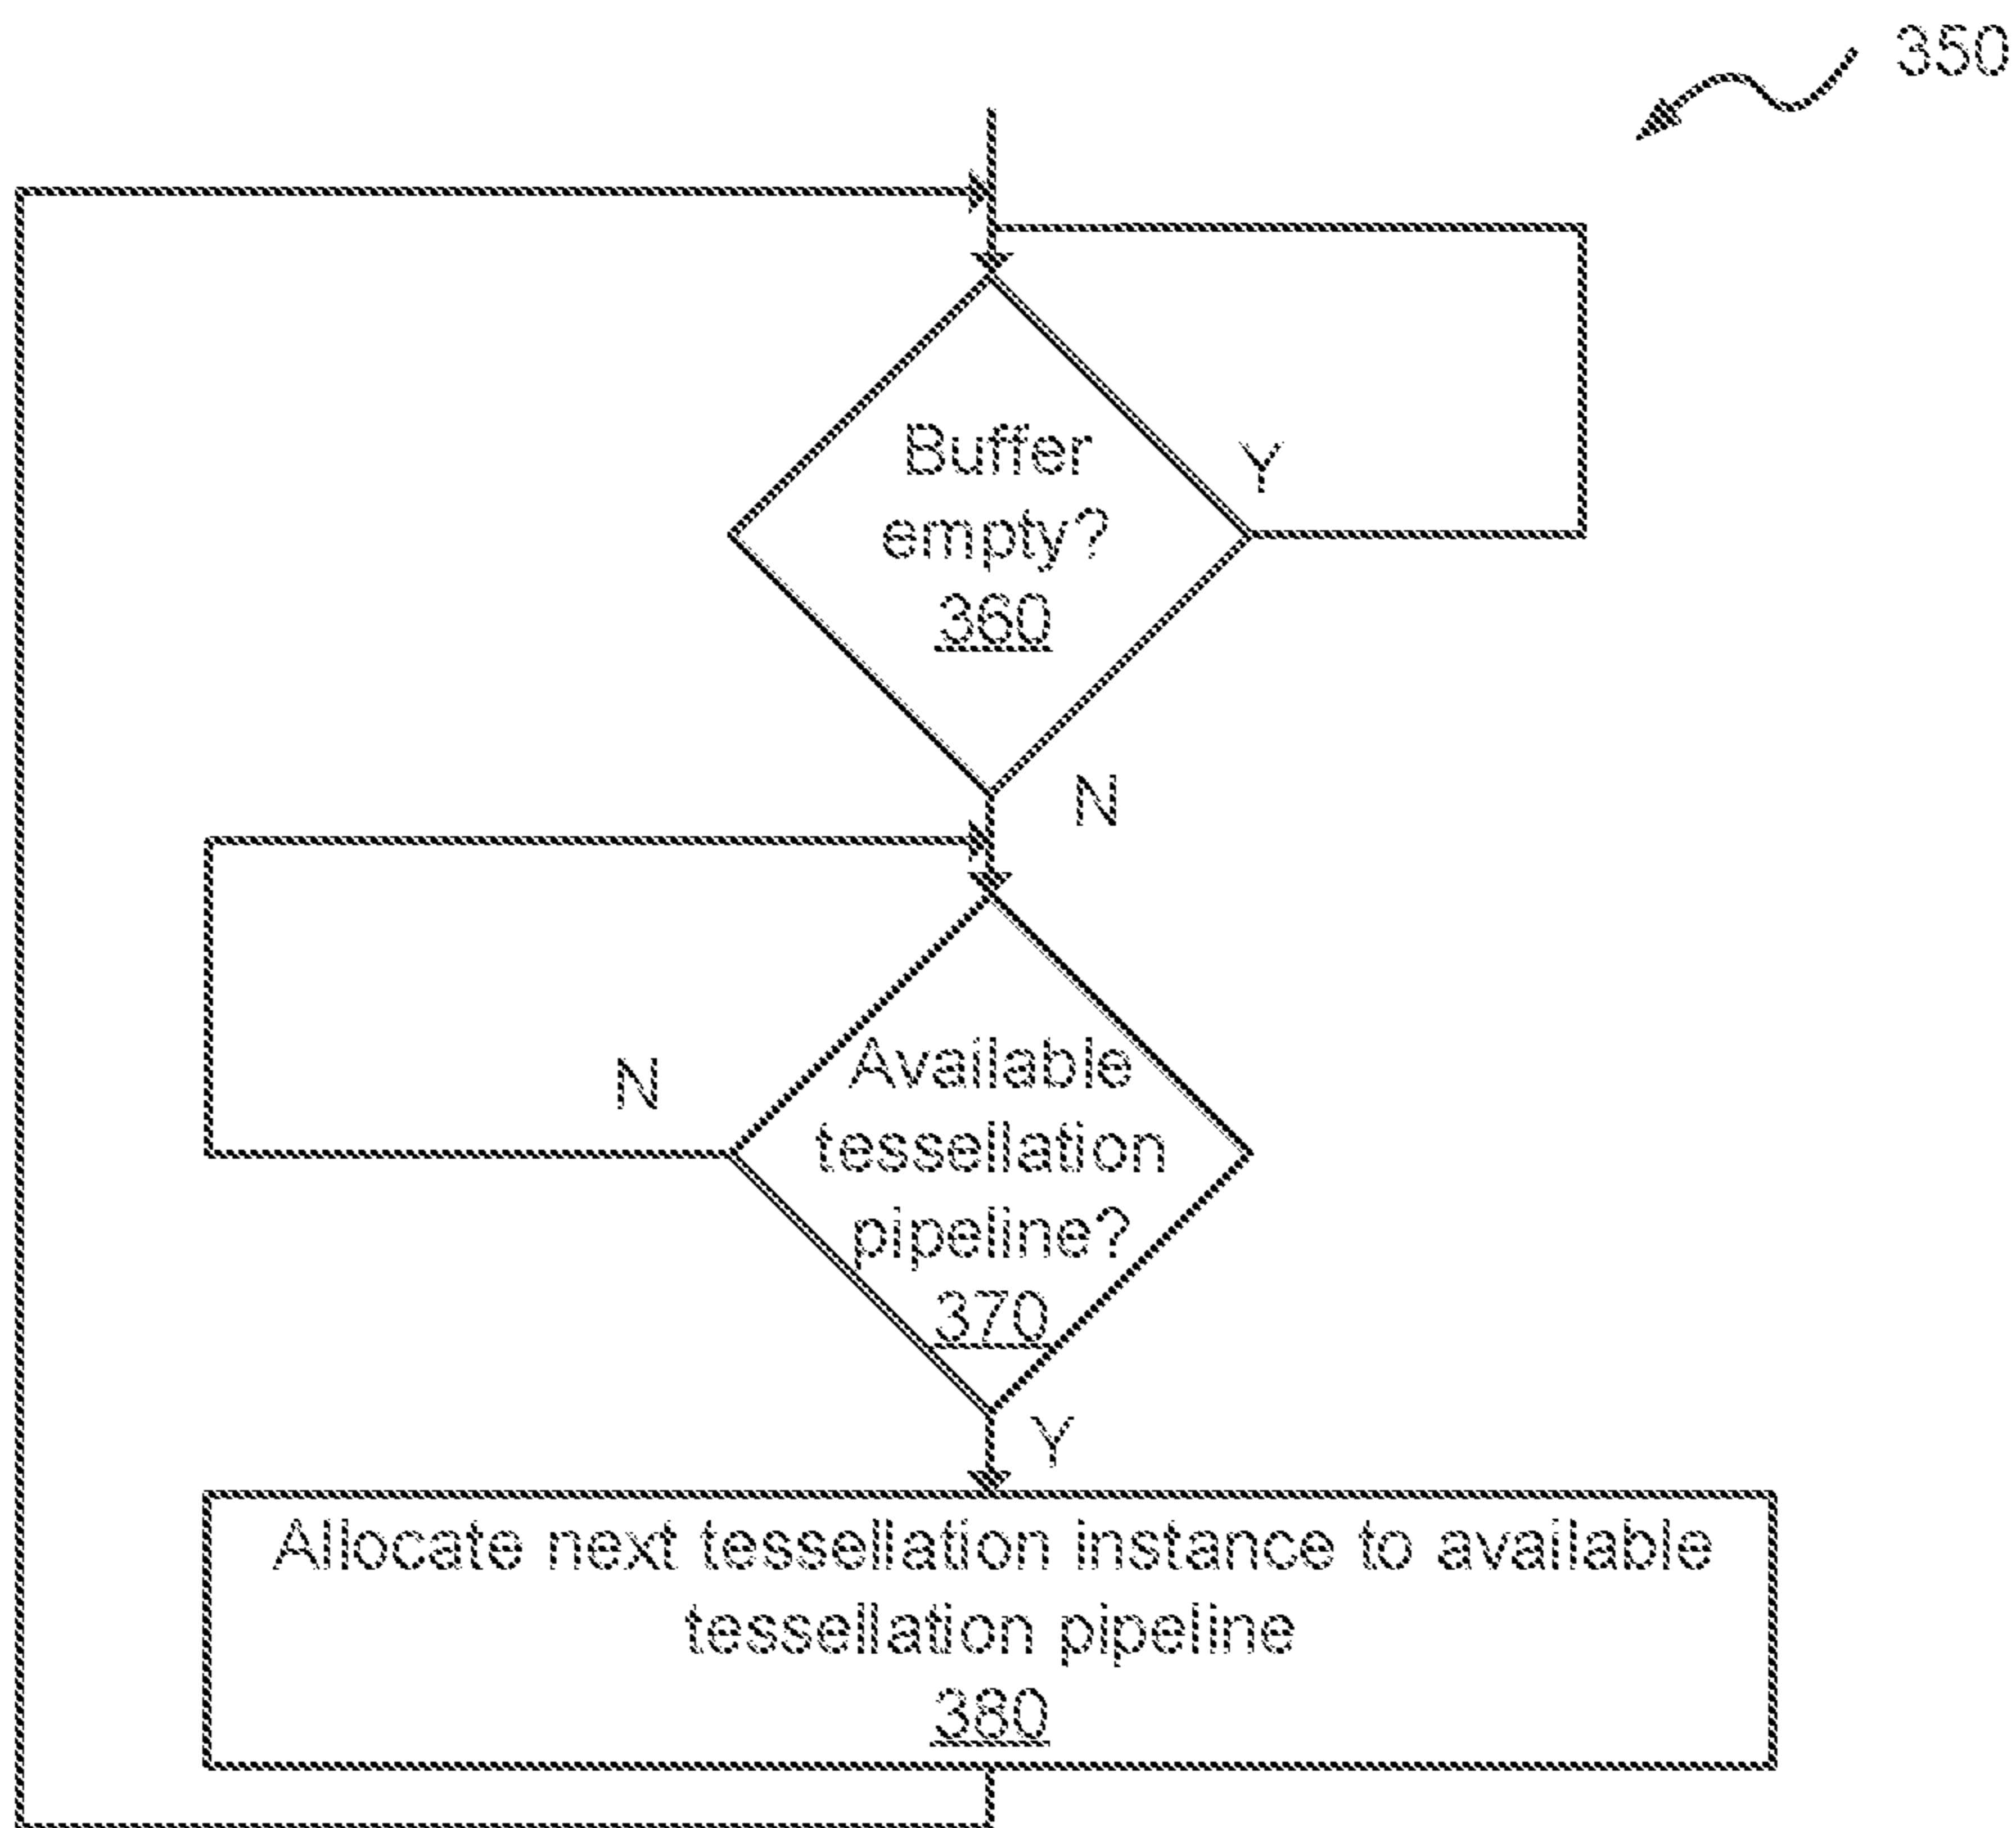 350
Buffer
empty?
360
Y
N
Available
tessellation
pipeline?
370
N
Y
Allocate next tessellation instance to available
tessellation pipeline
380